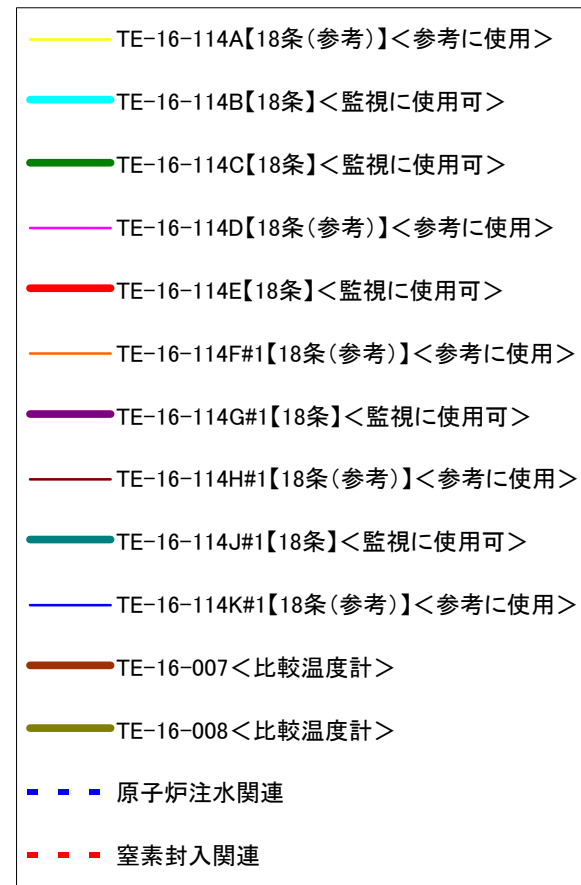 TE-16-114A【18条(参考)】＜参考に使用＞
TE-16-114B【18条】＜監視に使用可＞
TE-16-114C【18条】＜監視に使用可＞
TE-16-114D【18条(参考)】＜参考に使用＞
TE-16-114E【18条】＜監視に使用可＞
TE-16-114F#1【18条(参考)】＜参考に使用＞
TE-16-114G#1【18条】＜監視に使用可＞
TE-16-114H#1【18条(参考)】＜参考に使用＞
TE-16-114J#1【18条】＜監視に使用可＞
TE-16-114K#1【18条(参考)】＜参考に使用＞
TE-16-007＜比較温度計＞
TE-16-008＜比較温度計＞
原子炉注水関連
窒素封入関連